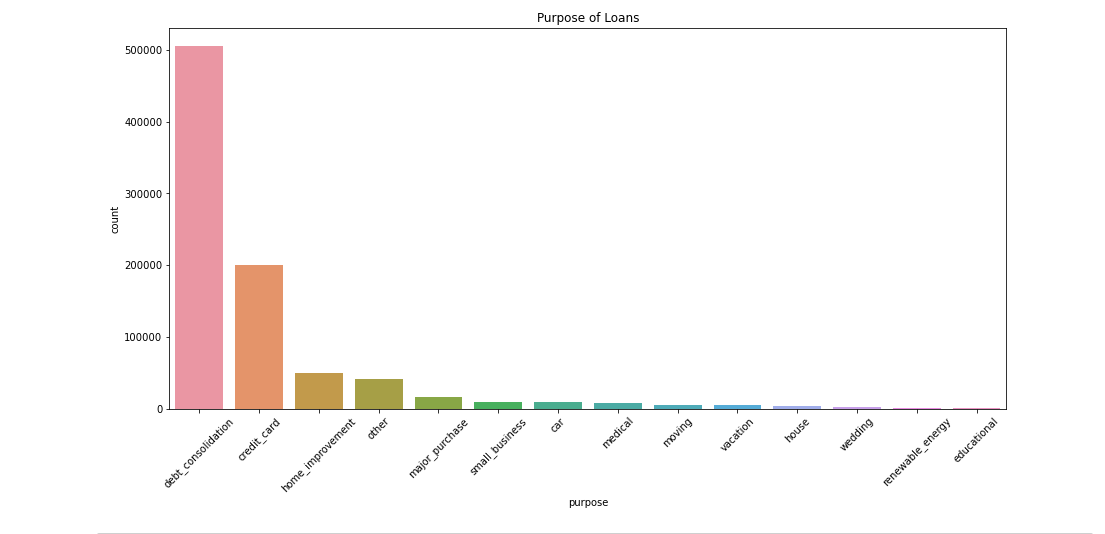 Purpose of Loans
500000
400000
300000
200000
100000
0
count
debt_consolidation
credit_card
home_improvement
other
major_purchase
small_business
car
medical
moving
vacation
house
wedding
renewable_energy
educational
purpose